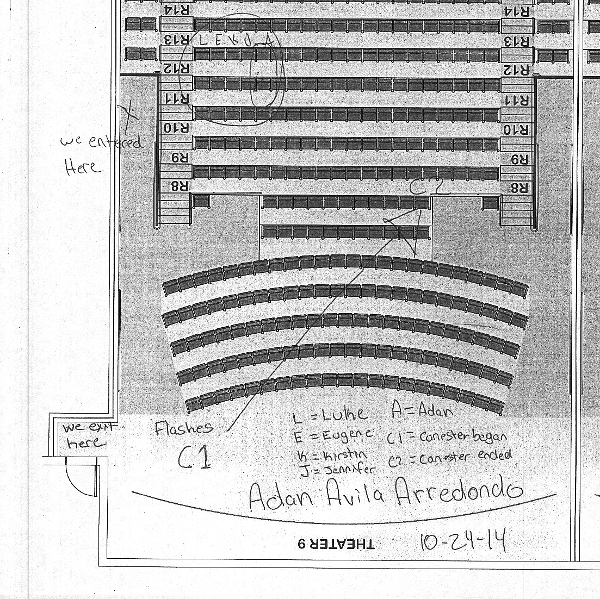 R14 R14
R13 R13
L E K J A
R12 R12
R11 R11
R10 R10
we entered
Here
R9 R9
R8 R8
C2
we exit
here
Flashes
C1
L = Luke A = Adan
E = Eugene C1 = Canester began
K = Kirstin C2 = Canester ended
J = Jennifer
Adan Avila Arredondo
THEATER 9
10-24-14